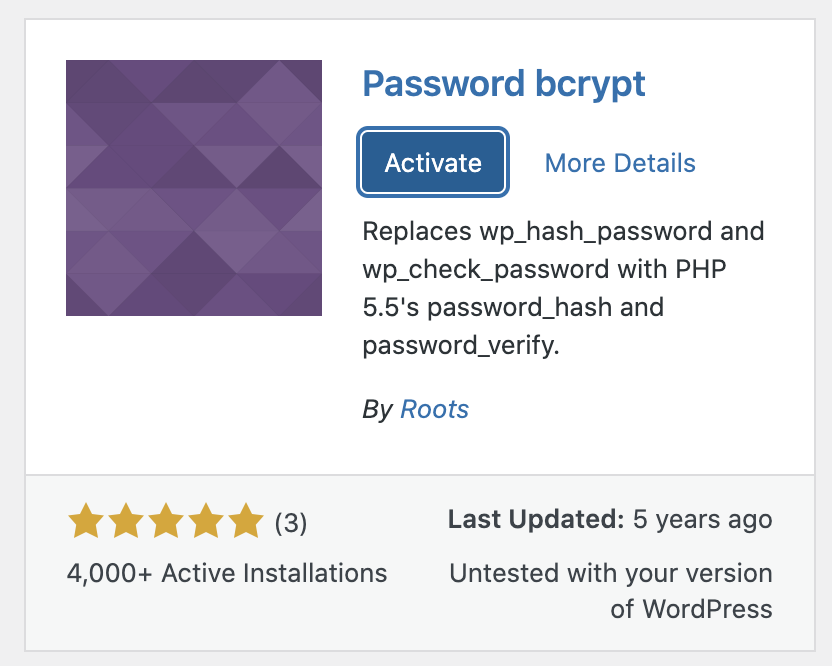 Password bcrypt
Activate
More Details
Replaces wp_hash_password and
wp_check_password with PHP
5.5's password_hash and
password_verify.
By Roots
(3)
4,000+ Active Installations
Last Updated: 5 years ago
Untested with your version
of WordPress